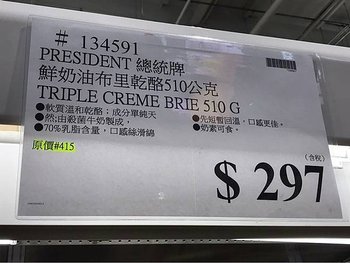 # 134591
PRESIDENT 總統牌
鮮奶油布里乾酪510公克
TRIPLE CREME BRIE 510 G
●軟質溫和乾酪；成分單純天
●然;由殺菌牛奶製成，
●70%乳脂含量，口感絲滑綿
●先短暫回溫，口感更佳。
●奶素可食。
原價#415
(含稅)
$ 297